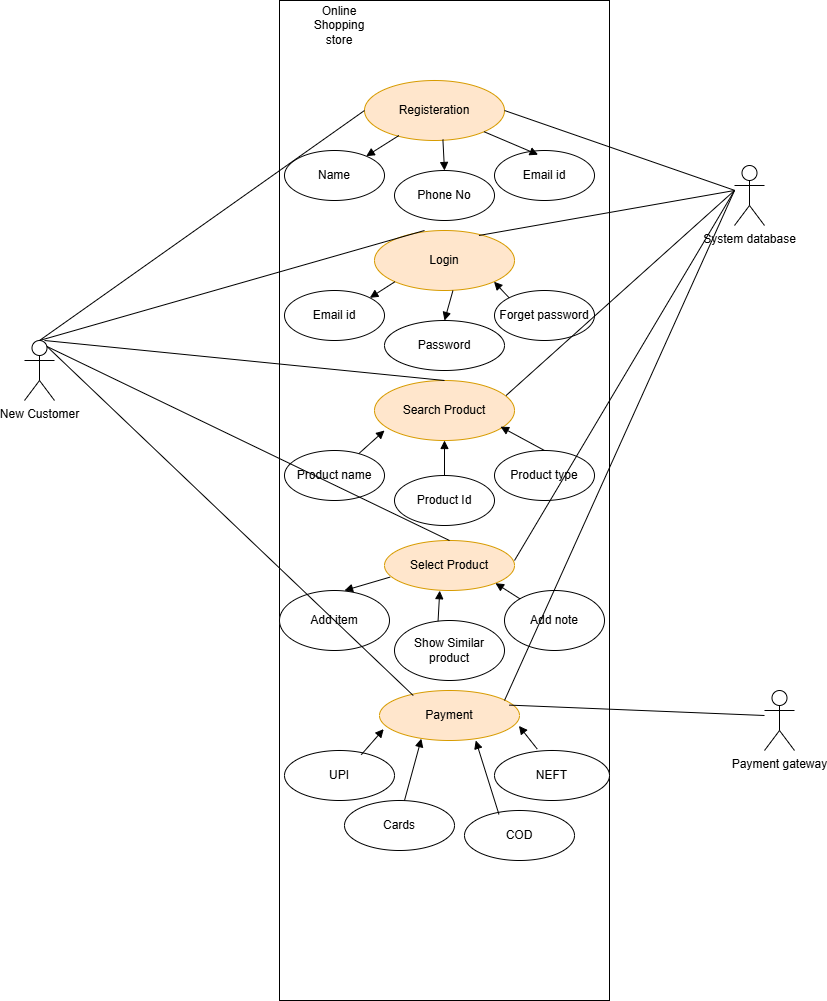 Online
Shopping
store
Registeration
Name
Phone No
Email id
System database
Login
Email id
Password
Forget password
New Customer
Search Product
Product name
Product Id
Product type
Select Product
Add item
Show Similar
product
Add note
Payment
Payment gateway
UPI
NEFT
Cards
COD